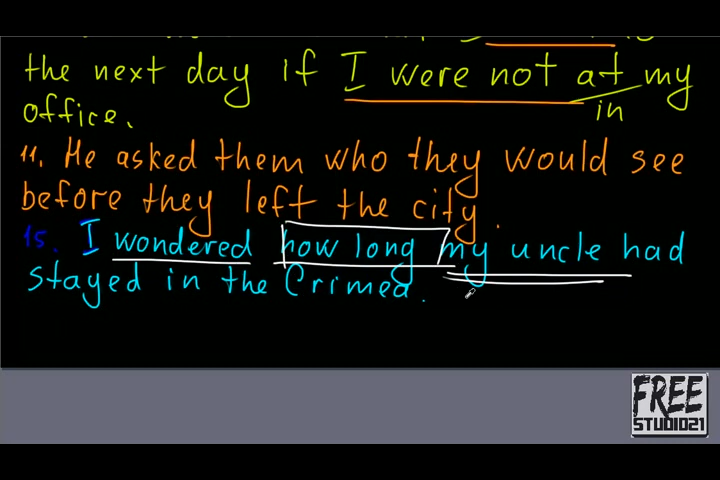 the next day if I were not at my
in
office.
11. He asked them who they would see
before they left the city.
15. I wondered how long my uncle had
stayed in the Crimea.
FREE
STUDIO21